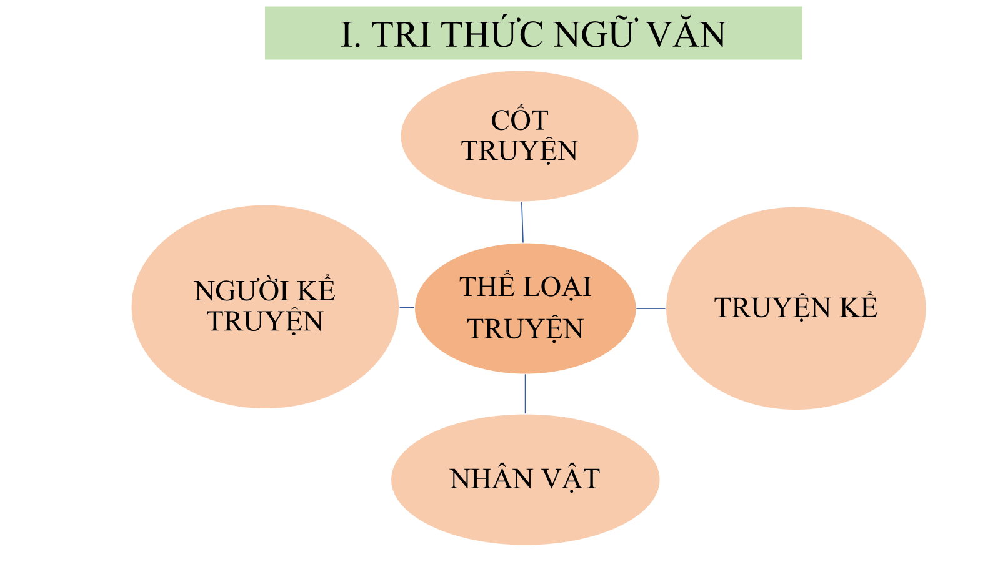 I. TRI THỨC NGỮ VĂN
CỐT
TRUYỆN
NGƯỜI KỂ
TRUYỆN
THỂ LOẠI
TRUYỆN
TRUYỆN KỂ
NHÂN VẬT